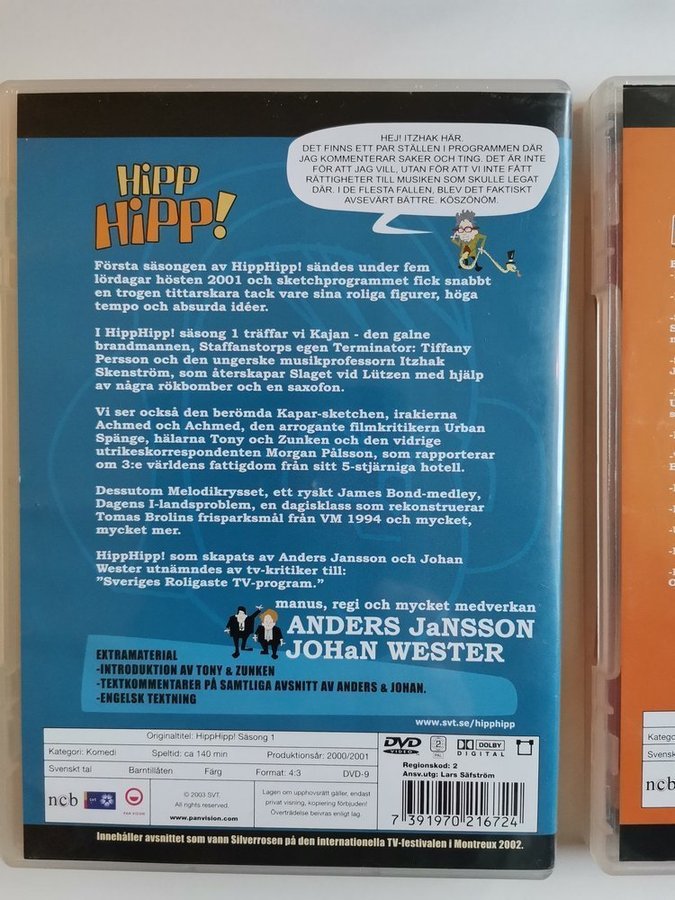 HEJ! ITZHAK HÄR.
DET FINNS ETT PAR STÄLLEN I PROGRAMMEN DÄR
JAG KOMMENTERAR SAKER OCH TING. DET ÄR INTE
FÖR ATT JAG VILL, UTAN FÖR ATT VI INTE FÅTT
RÄTTIGHETER TILL MUSIKEN SOM SKULLE LEGAT
DÄR. I DE FLESTA FALLEN, BLEV DET FAKTISKT
AVSEVÄRT BÄTTRE. KÖSZÖNÖM.
HiPP
HiPP!
Första säsongen av HippHipp! sändes under fem
lördagar hösten 2001 och sketchprogrammet fick snabbt
en trogen tittarskara tack vare sina roliga figurer, höga
tempo och absurda idéer.
I HippHipp! säsong 1 träffar vi Kajan - den galne
brandmannen, Staffanstorps egen Terminator: Tiffany
Persson och den ungerske musikprofessorn Itzhak
Skenström, som återskapar Slaget vid Lützen med hjälp
av några rökbomber och en saxofon.
Vi ser också den berömda Kapar-sketchen, irakierna
Achmed och Achmed, den arrogante filmkritikern Urban
Spänge, hälarna Tony och Zunken och den vidrige
utrikeskorrespondenten Morgan Pålsson, som rapporterar
om 3:e världens fattigdom från sitt 5-stjärniga hotell.
Dessutom Melodikrysset, ett ryskt James Bond-medley,
Dagens I-landsproblem, en dagisklass som rekonstruerar
Tomas Brolins frisparksmål från VM 1994 och mycket,
mycket mer.
HippHipp! som skapats av Anders Jansson och Johan
Wester utnämndes av tv-kritiker till:
"Sveriges Roligaste TV-program."
manus, regi och mycket medverkan
ANDERS JaNSSON
JOHaN WESTER
EXTRAMATERIAL
-INTRODUKTION AV TONY & ZUNKEN
-TEXTKOMMENTARER PÅ SAMTLIGA AVSNITT AV ANDERS & JOHAN.
-ENGELSK TEXTNING
www.svt.se/hipphipp
Originaltitel: HippHipp! Säsong 1
Kategori: Komedi Speltid: ca 140 min Produktionsår: 2000/2001
Svenskt tal Barntillåten Färg Format: 4:3 DVD-9
DVD VIDEO 2 PAL DOLBY DIGITAL
Regionskod: 2
Ansv.utg: Lars Säfström
ncb svt PAN VISION
© 2003 SVT.
All rights reserved.
www.panvision.com
Lagen om upphovsrätt gäller, endast
privat visning, kopiering förbjuden!
Överträdelse beivras enligt lag.
7 391970 216724
Innehåller avsnittet som vann Silverrosen på den internationella TV-festivalen i Montreux 2002.
Katego
Svensk
ncb